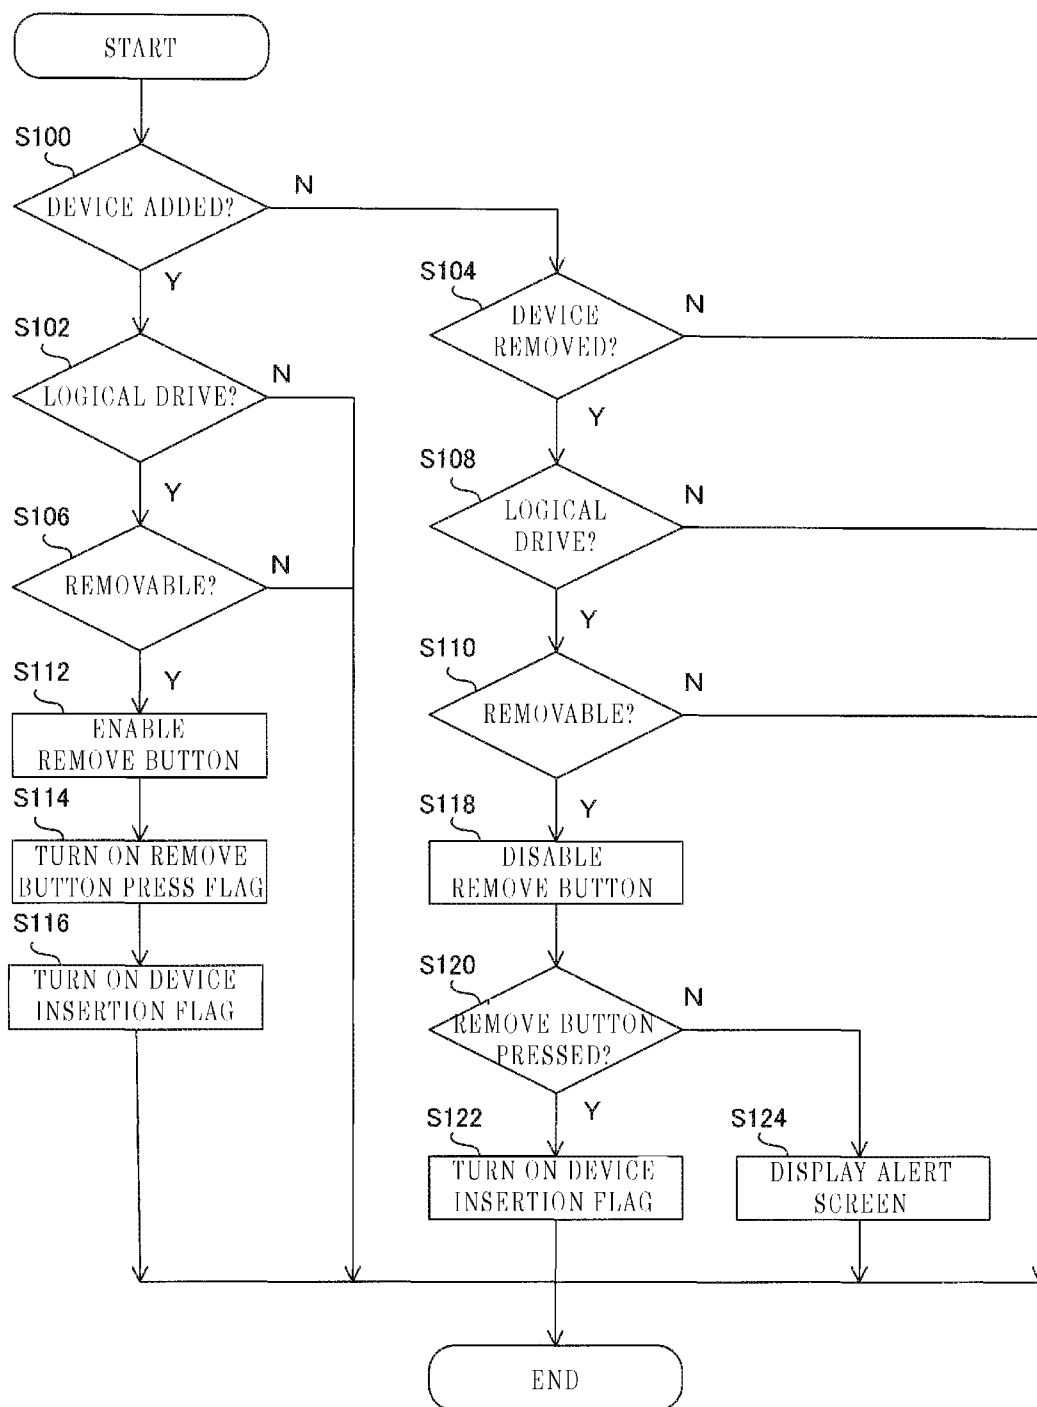 START
S100
DEVICE ADDED?
N
Y
S102
LOGICAL DRIVE?
N
Y
S106
REMOVABLE?
N
Y
S112
ENABLE
REMOVE BUTTON
S114
TURN ON REMOVE
BUTTON PRESS FLAG
S116
TURN ON DEVICE
INSERTION FLAG
S104
DEVICE
REMOVED?
N
Y
S108
LOGICAL
DRIVE?
N
Y
S110
REMOVABLE?
N
Y
S118
DISABLE
REMOVE BUTTON
S120
REMOVE BUTTON
PRESSED?
N
Y
S122
TURN ON DEVICE
INSERTION FLAG
S124
DISPLAY ALERT
SCREEN
END